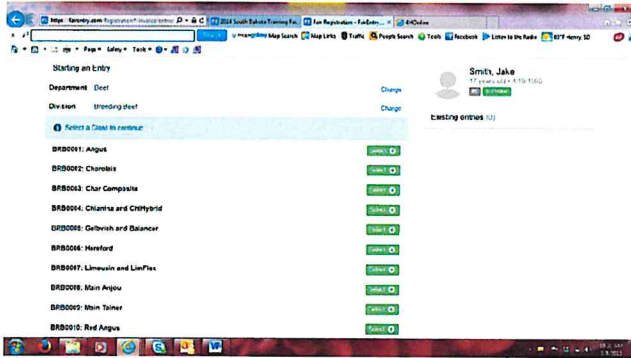 2014 South Dakota Training Fa...
Fair Registration - FairEntry...
4HOnline
Map Search
Map Links
Traffic
People Search
Tools
Facebook
Listen to the Radio
Henry, SD
Page
Safety
Tools
Starting an Entry
Department Beef
Change
Division Breeding Beef
Change
Select a Class to continue
BRB0001: Angus
Select
BRB0002: Charolais
Select
BRB0003: Char Composite
Select
BRB0004: Chianina and ChiHybrid
Select
BRB0005: Gelbvieh and Balancer
Select
BRB0006: Hereford
Select
BRB0007: Limousin and LimFlex
Select
BRB0008: Main Anjou
Select
BRB0009: Main Tainer
Select
BRB0010: Red Angus
Select
Smith, Jake
Existing entries (0)